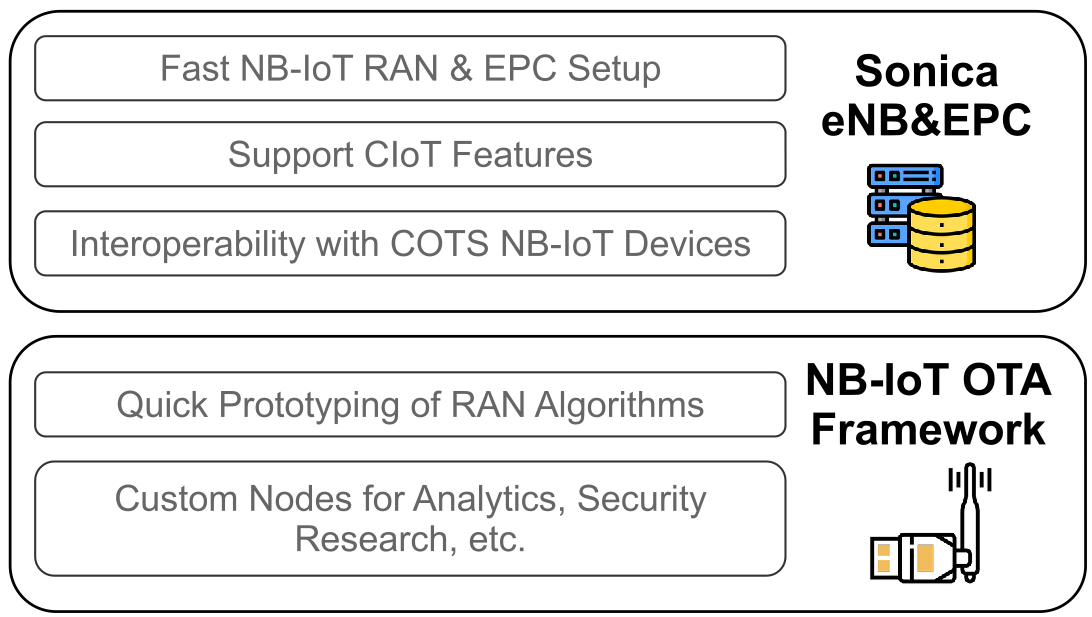 Fast NB-IoT RAN & EPC Setup
Support CIoT Features
Interoperability with COTS NB-IoT Devices
Sonica
eNB&EPC
Quick Prototyping of RAN Algorithms
Custom Nodes for Analytics, Security
Research, etc.
NB-IoT OTA
Framework